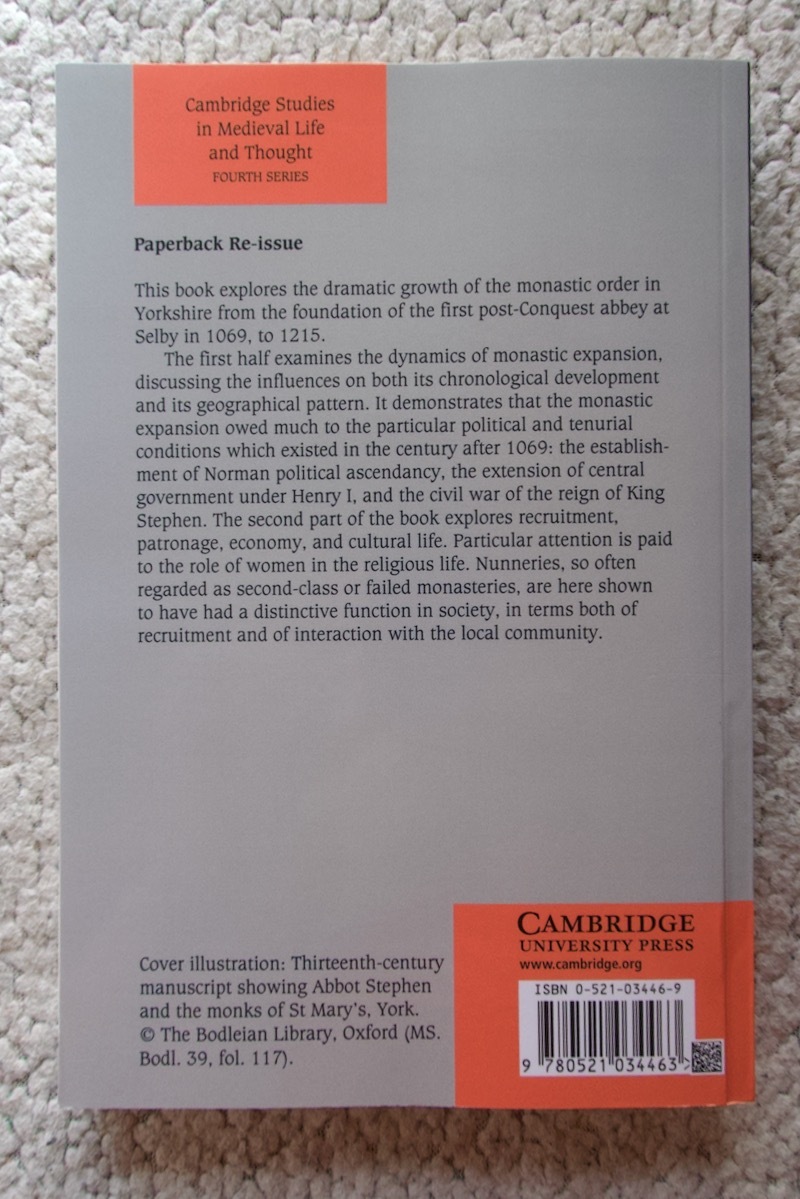 Cambridge Studies
in Medieval Life
and Thought
FOURTH SERIES
Paperback Re-issue
This book explores the dramatic growth of the monastic order in
Yorkshire from the foundation of the first post-Conquest abbey at
Selby in 1069, to 1215.
The first half examines the dynamics of monastic expansion,
discussing the influences on both its chronological development
and its geographical pattern. It demonstrates that the monastic
expansion owed much to the particular political and tenurial
conditions which existed in the century after 1069: the establish-
ment of Norman political ascendancy, the extension of central
government under Henry I, and the civil war of the reign of King
Stephen. The second part of the book explores recruitment,
patronage, economy, and cultural life. Particular attention is paid
to the role of women in the religious life. Nunneries, so often
regarded as second-class or failed monasteries, are here shown
to have had a distinctive function in society, in terms both of
recruitment and of interaction with the local community.
Cover illustration: Thirteenth-century
manuscript showing Abbot Stephen
and the monks of St Mary's, York.
© The Bodleian Library, Oxford (MS.
Bodl. 39, fol. 117).
CAMBRIDGE
UNIVERSITY PRESS
www.cambridge.org
ISBN 0-521-03446-9
9 780521 034463 >